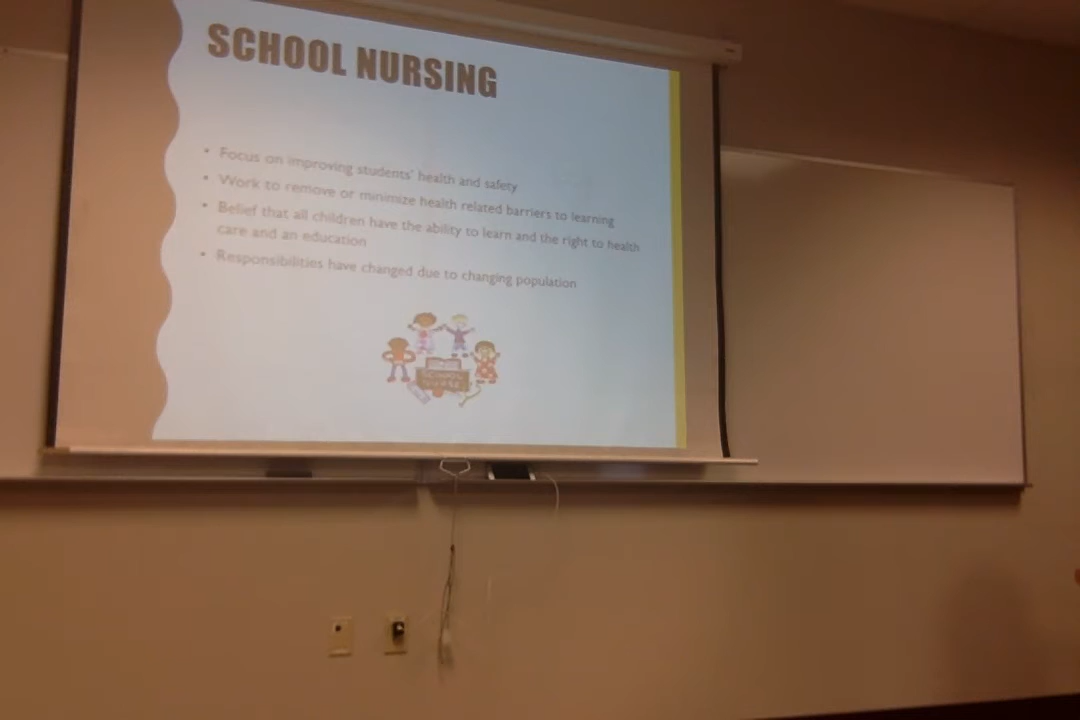 SCHOOL NURSING
• Focus on improving students' health and safety
• Work to remove or minimize health related barriers to learning
• Belief that all children have the ability to learn and the right to health
care and an education
• Responsibilities have changed due to changing population
SCHOOL
NURSE